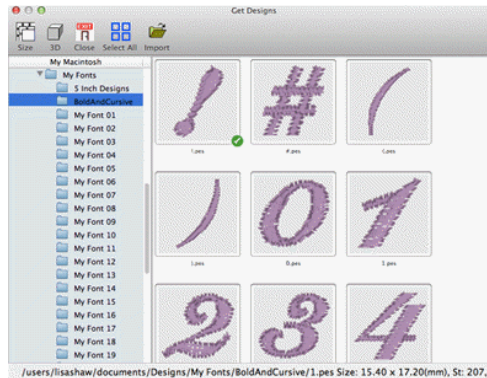 Get Designs
EXIT
Size 3D Close Select All Import
My Macintosh
My Fonts
5 Inch Designs
BoldAndCursive
My Font 01
My Font 02
My Font 03
My Font 04
My Font 05
My Font 06
My Font 07
My Font 08
My Font 09
My Font 10
My Font 11
My Font 12
My Font 13
My Font 14
My Font 15
My Font 16
My Font 17
My Font 18
My Font 19
! # (
!.pes #.pes (.pes
) 0 1
).pes 0.pes 1.pes
2 3 4
/users/lisashaw/documents/Designs/My Fonts/BoldAndCursive/1.pes Size: 15.40 x 17.20(mm), St: 207,